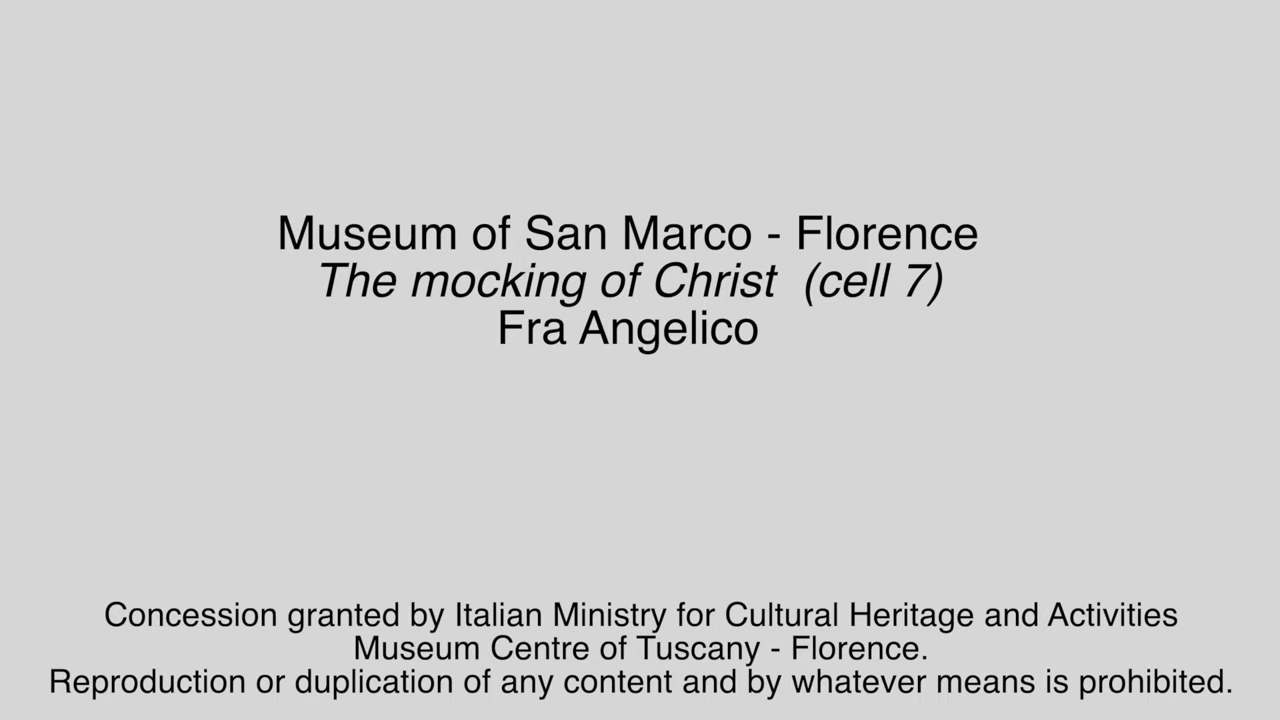 Museum of San Marco - Florence
The mocking of Christ (cell 7)
Fra Angelico
Concession granted by Italian Ministry for Cultural Heritage and Activities
Museum Centre of Tuscany - Florence.
Reproduction or duplication of any content and by whatever means is prohibited.